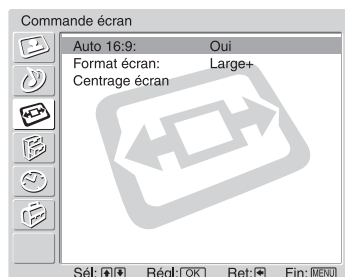 Commande écran
Auto 16:9: Oui
Format écran: Large+
Centrage écran
Sél: Régl: OK Ret: Fin: MENU